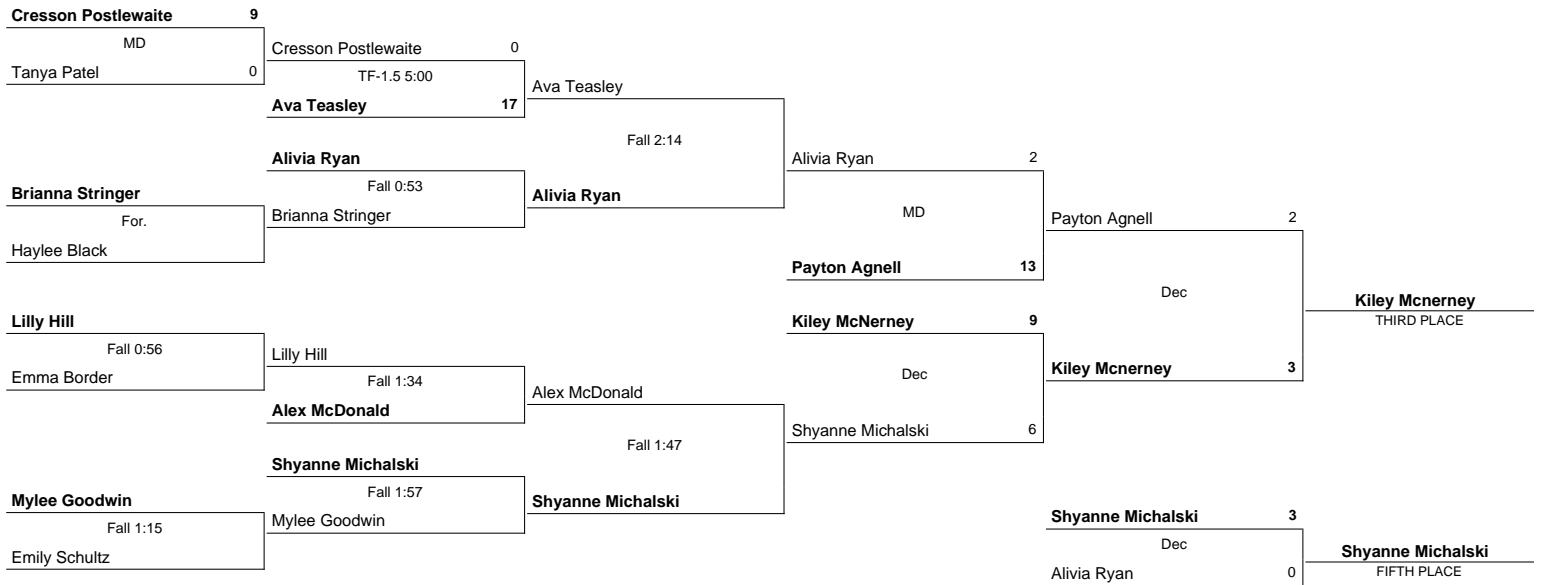 Cresson Postlewaite 9
MD
Tanya Patel 0
Brianna Stringer
For.
Haylee Black
Lilly Hill
Fall 0:56
Emma Border
Mylee Goodwin
Fall 1:15
Emily Schultz
Cresson Postlewaite 0
TF-1.5 5:00
Ava Teasley 17
Alivia Ryan
Fall 0:53
Brianna Stringer
Lilly Hill
Fall 1:34
Alex McDonald
Shyanne Michalski
Fall 1:57
Mylee Goodwin
Ava Teasley
Fall 2:14
Alivia Ryan
Alex McDonald
Fall 1:47
Shyanne Michalski
Alivia Ryan 2
MD
Payton Agnell 13
Kiley McNerney 9
Dec
Shyanne Michalski 6
Payton Agnell 2
Dec
Kiley Mcnerney 3
Kiley Mcnerney
THIRD PLACE
Shyanne Michalski 3
Dec
Alivia Ryan 0
Shyanne Michalski
FIFTH PLACE